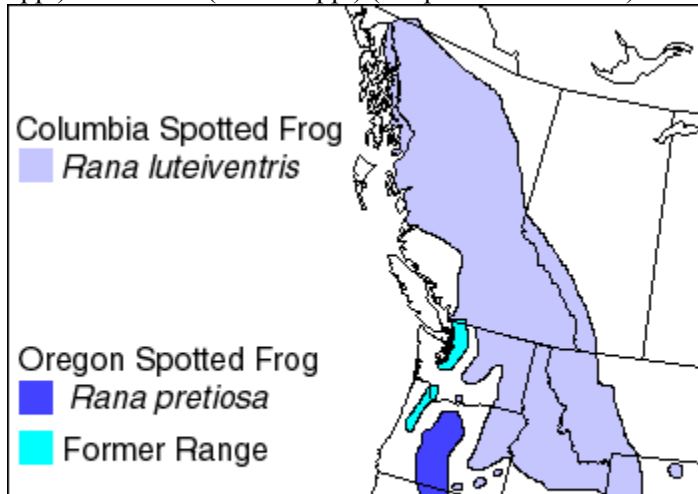 Columbia Spotted Frog
Rana luteiventris
Oregon Spotted Frog
Rana pretiosa
Former Range